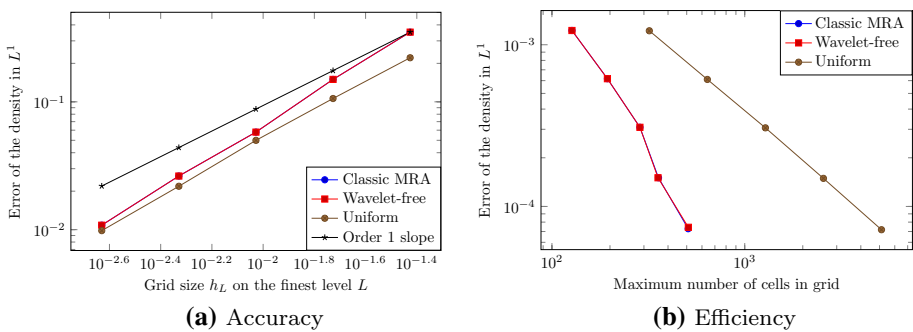 10^{-1}
10^{-2}
Error of the density in L^1
10^{-2.6} 10^{-2.4} 10^{-2.2} 10^{-2} 10^{-1.8} 10^{-1.6} 10^{-1.4}
Grid size h_L on the finest level L
Classic MRA
Wavelet-free
Uniform
Order 1 slope
(a) Accuracy
10^{-3}
10^{-4}
Error of the density in L^1
10^2 10^3
Maximum number of cells in grid
Classic MRA
Wavelet-free
Uniform
(b) Efficiency